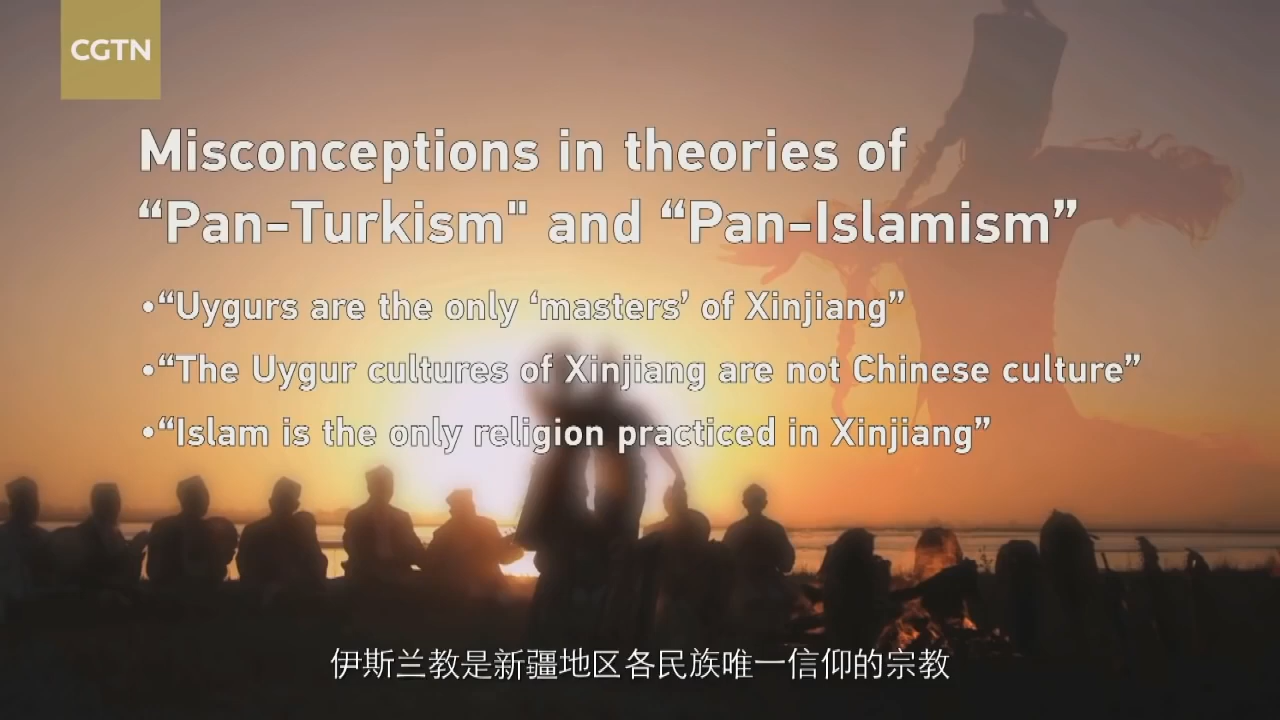 CGTN
Misconceptions in theories of
“Pan-Turkism" and “Pan-Islamism”
•“Uygurs are the only ‘masters’ of Xinjiang”
•“The Uygur cultures of Xinjiang are not Chinese culture”
•“Islam is the only religion practiced in Xinjiang”
伊斯兰教是新疆地区各民族唯一信仰的宗教